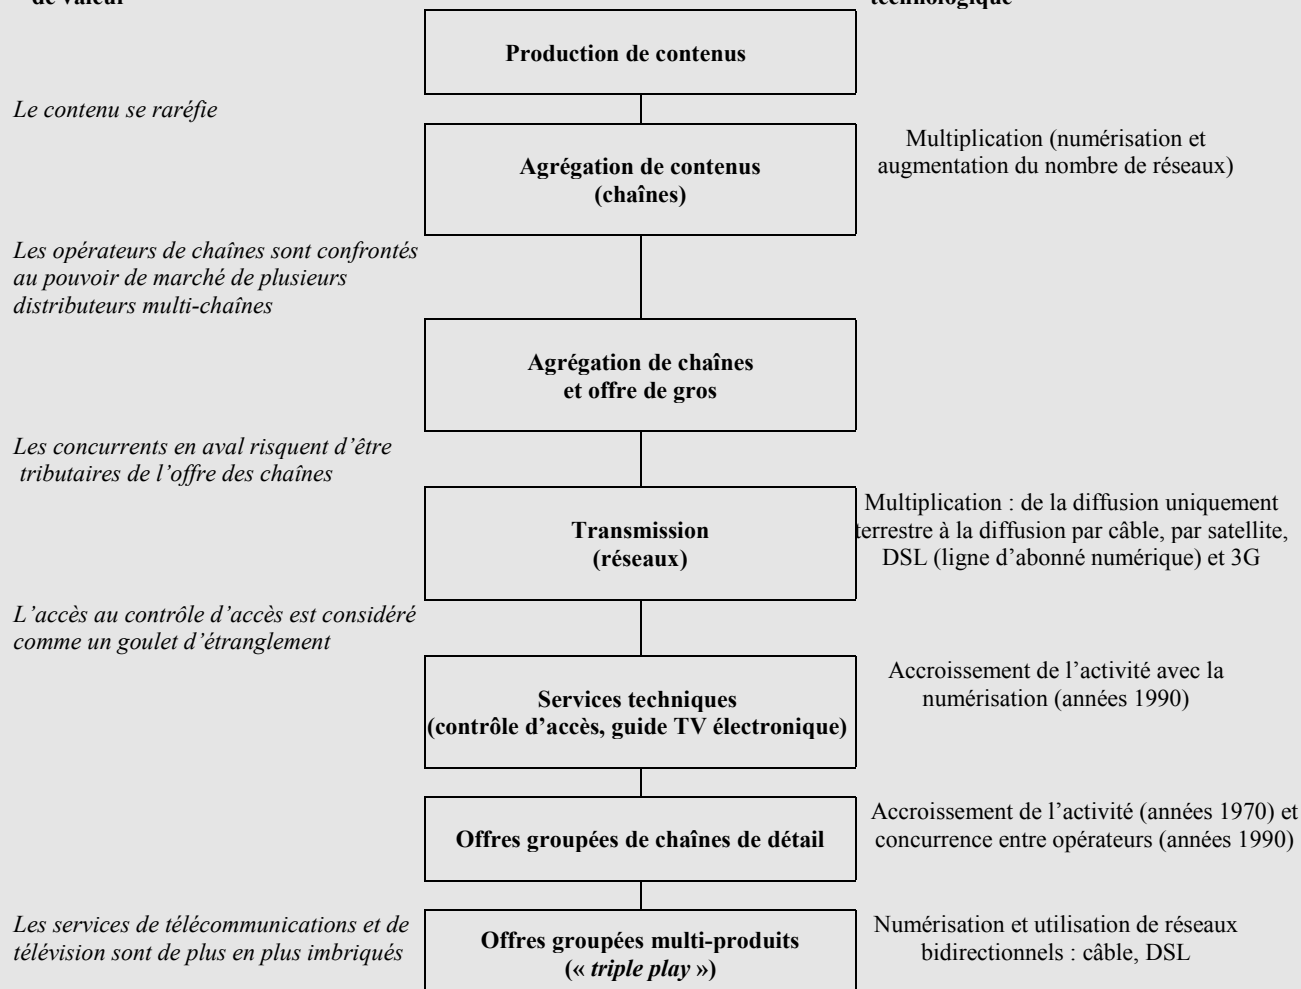 de valeur
technologique
Production de contenus
Le contenu se raréfie
Agrégation de contenus
(chaînes)
Multiplication (numérisation et
augmentation du nombre de réseaux)
Les opérateurs de chaînes sont confrontés
au pouvoir de marché de plusieurs
distributeurs multi-chaînes
Agrégation de chaînes
et offre de gros
Les concurrents en aval risquent d’être
tributaires de l’offre des chaînes
Transmission
(réseaux)
Multiplication : de la diffusion uniquement
terrestre à la diffusion par câble, par satellite,
DSL (ligne d’abonné numérique) et 3G
L’accès au contrôle d’accès est considéré
comme un goulet d’étranglement
Services techniques
(contrôle d’accès, guide TV électronique)
Accroissement de l’activité avec la
numérisation (années 1990)
Offres groupées de chaînes de détail
Accroissement de l’activité (années 1970) et
concurrence entre opérateurs (années 1990)
Les services de télécommunications et de
télévision sont de plus en plus imbriqués
Offres groupées multi-produits
(« triple play »)
Numérisation et utilisation de réseaux
bidirectionnels : câble, DSL